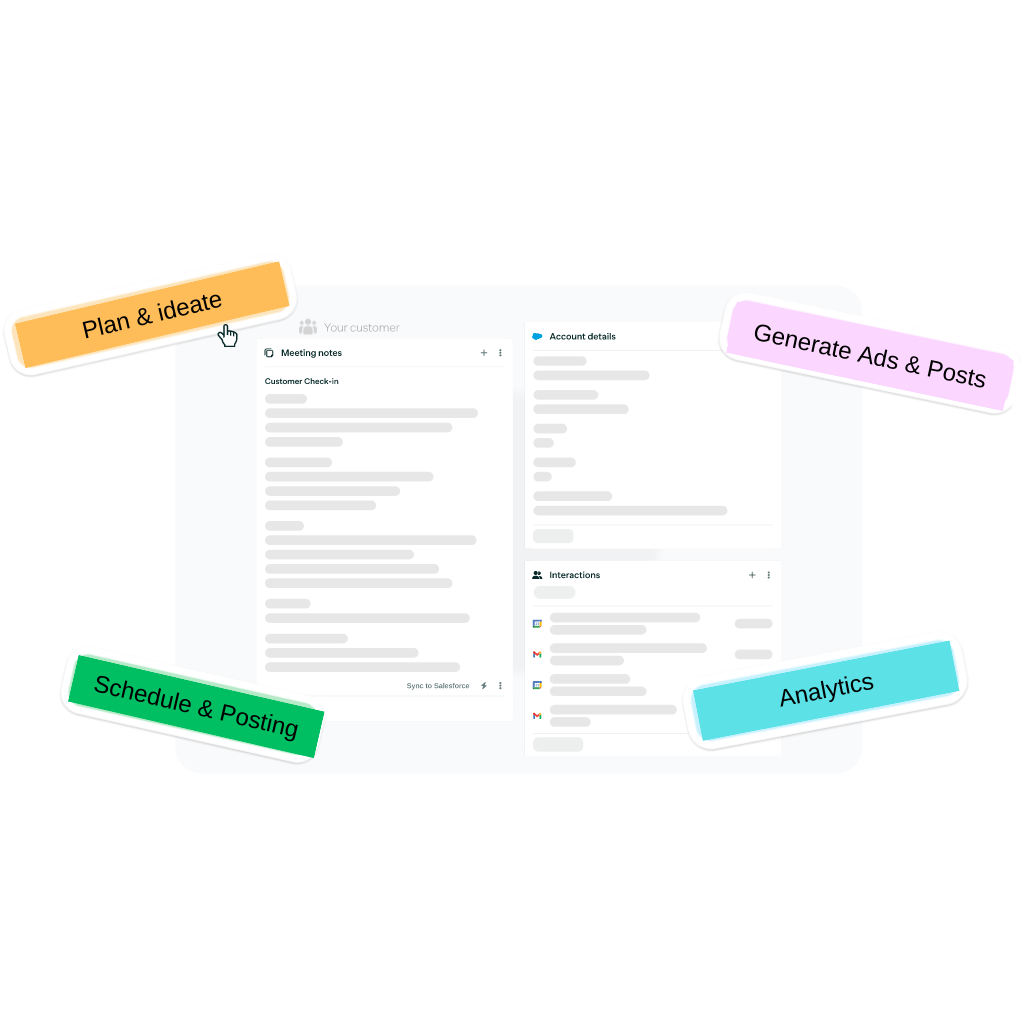 Plan & ideate
Generate Ads & Posts
Your customer
Meeting notes
Customer Check-in
Sync to Salesforce
Account details
Interactions
Schedule & Posting
Analytics